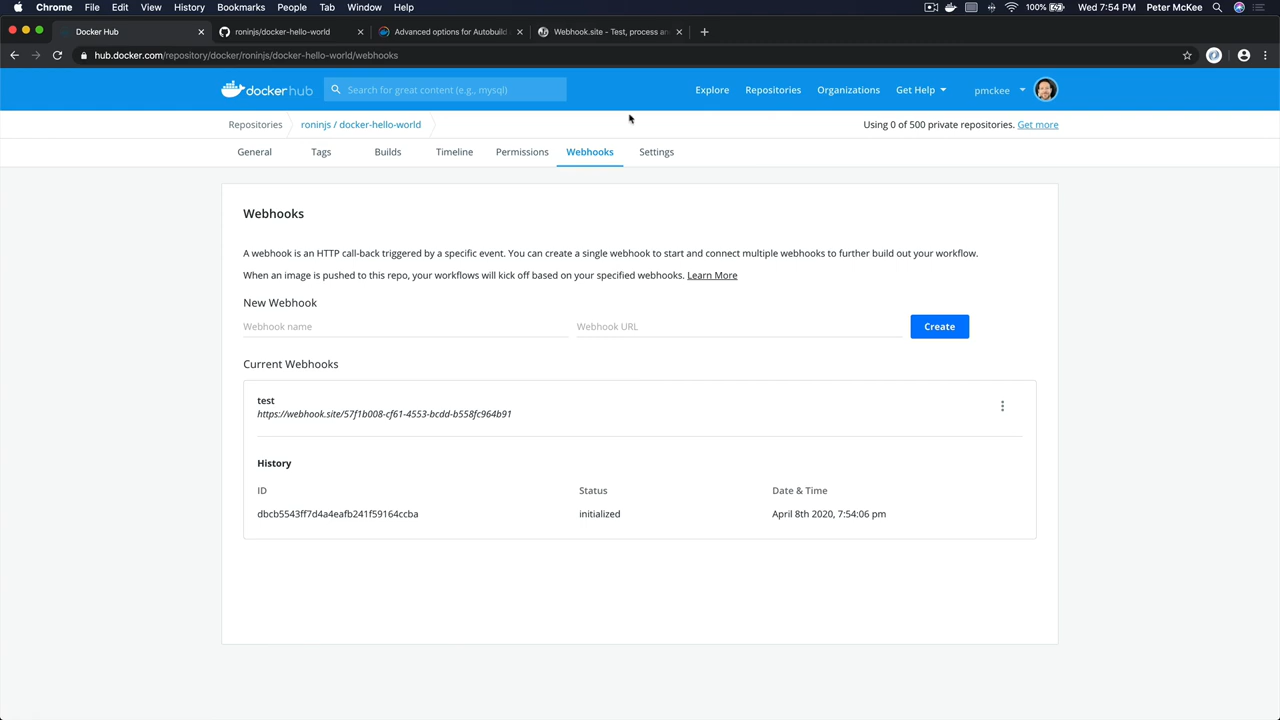 Chrome File Edit View History Bookmarks People Tab Window Help 100% Wed 7:54 PM Peter McKee
Docker Hub roninjs/docker-hello-world Advanced options for Autobuild Webhook.site - Test, process an
hub.docker.com/repository/docker/roninjs/docker-hello-world/webhooks
dockerhub Search for great content (e.g., mysql) Explore Repositories Organizations Get Help pmckee
Repositories roninjs / docker-hello-world Using 0 of 500 private repositories. Get more
General Tags Builds Timeline Permissions Webhooks Settings
Webhooks
A webhook is an HTTP call-back triggered by a specific event. You can create a single webhook to start and connect multiple webhooks to further build out your workflow.
When an image is pushed to this repo, your workflows will kick off based on your specified webhooks. Learn More
New Webhook
Webhook name Webhook URL Create
Current Webhooks
test
https://webhook.site/57f1b008-cf61-4553-bcdd-b558fc964b91
History
ID Status Date & Time
dbcb5543ff7d4a4eafb241f59164ccba initialized April 8th 2020, 7:54:06 pm